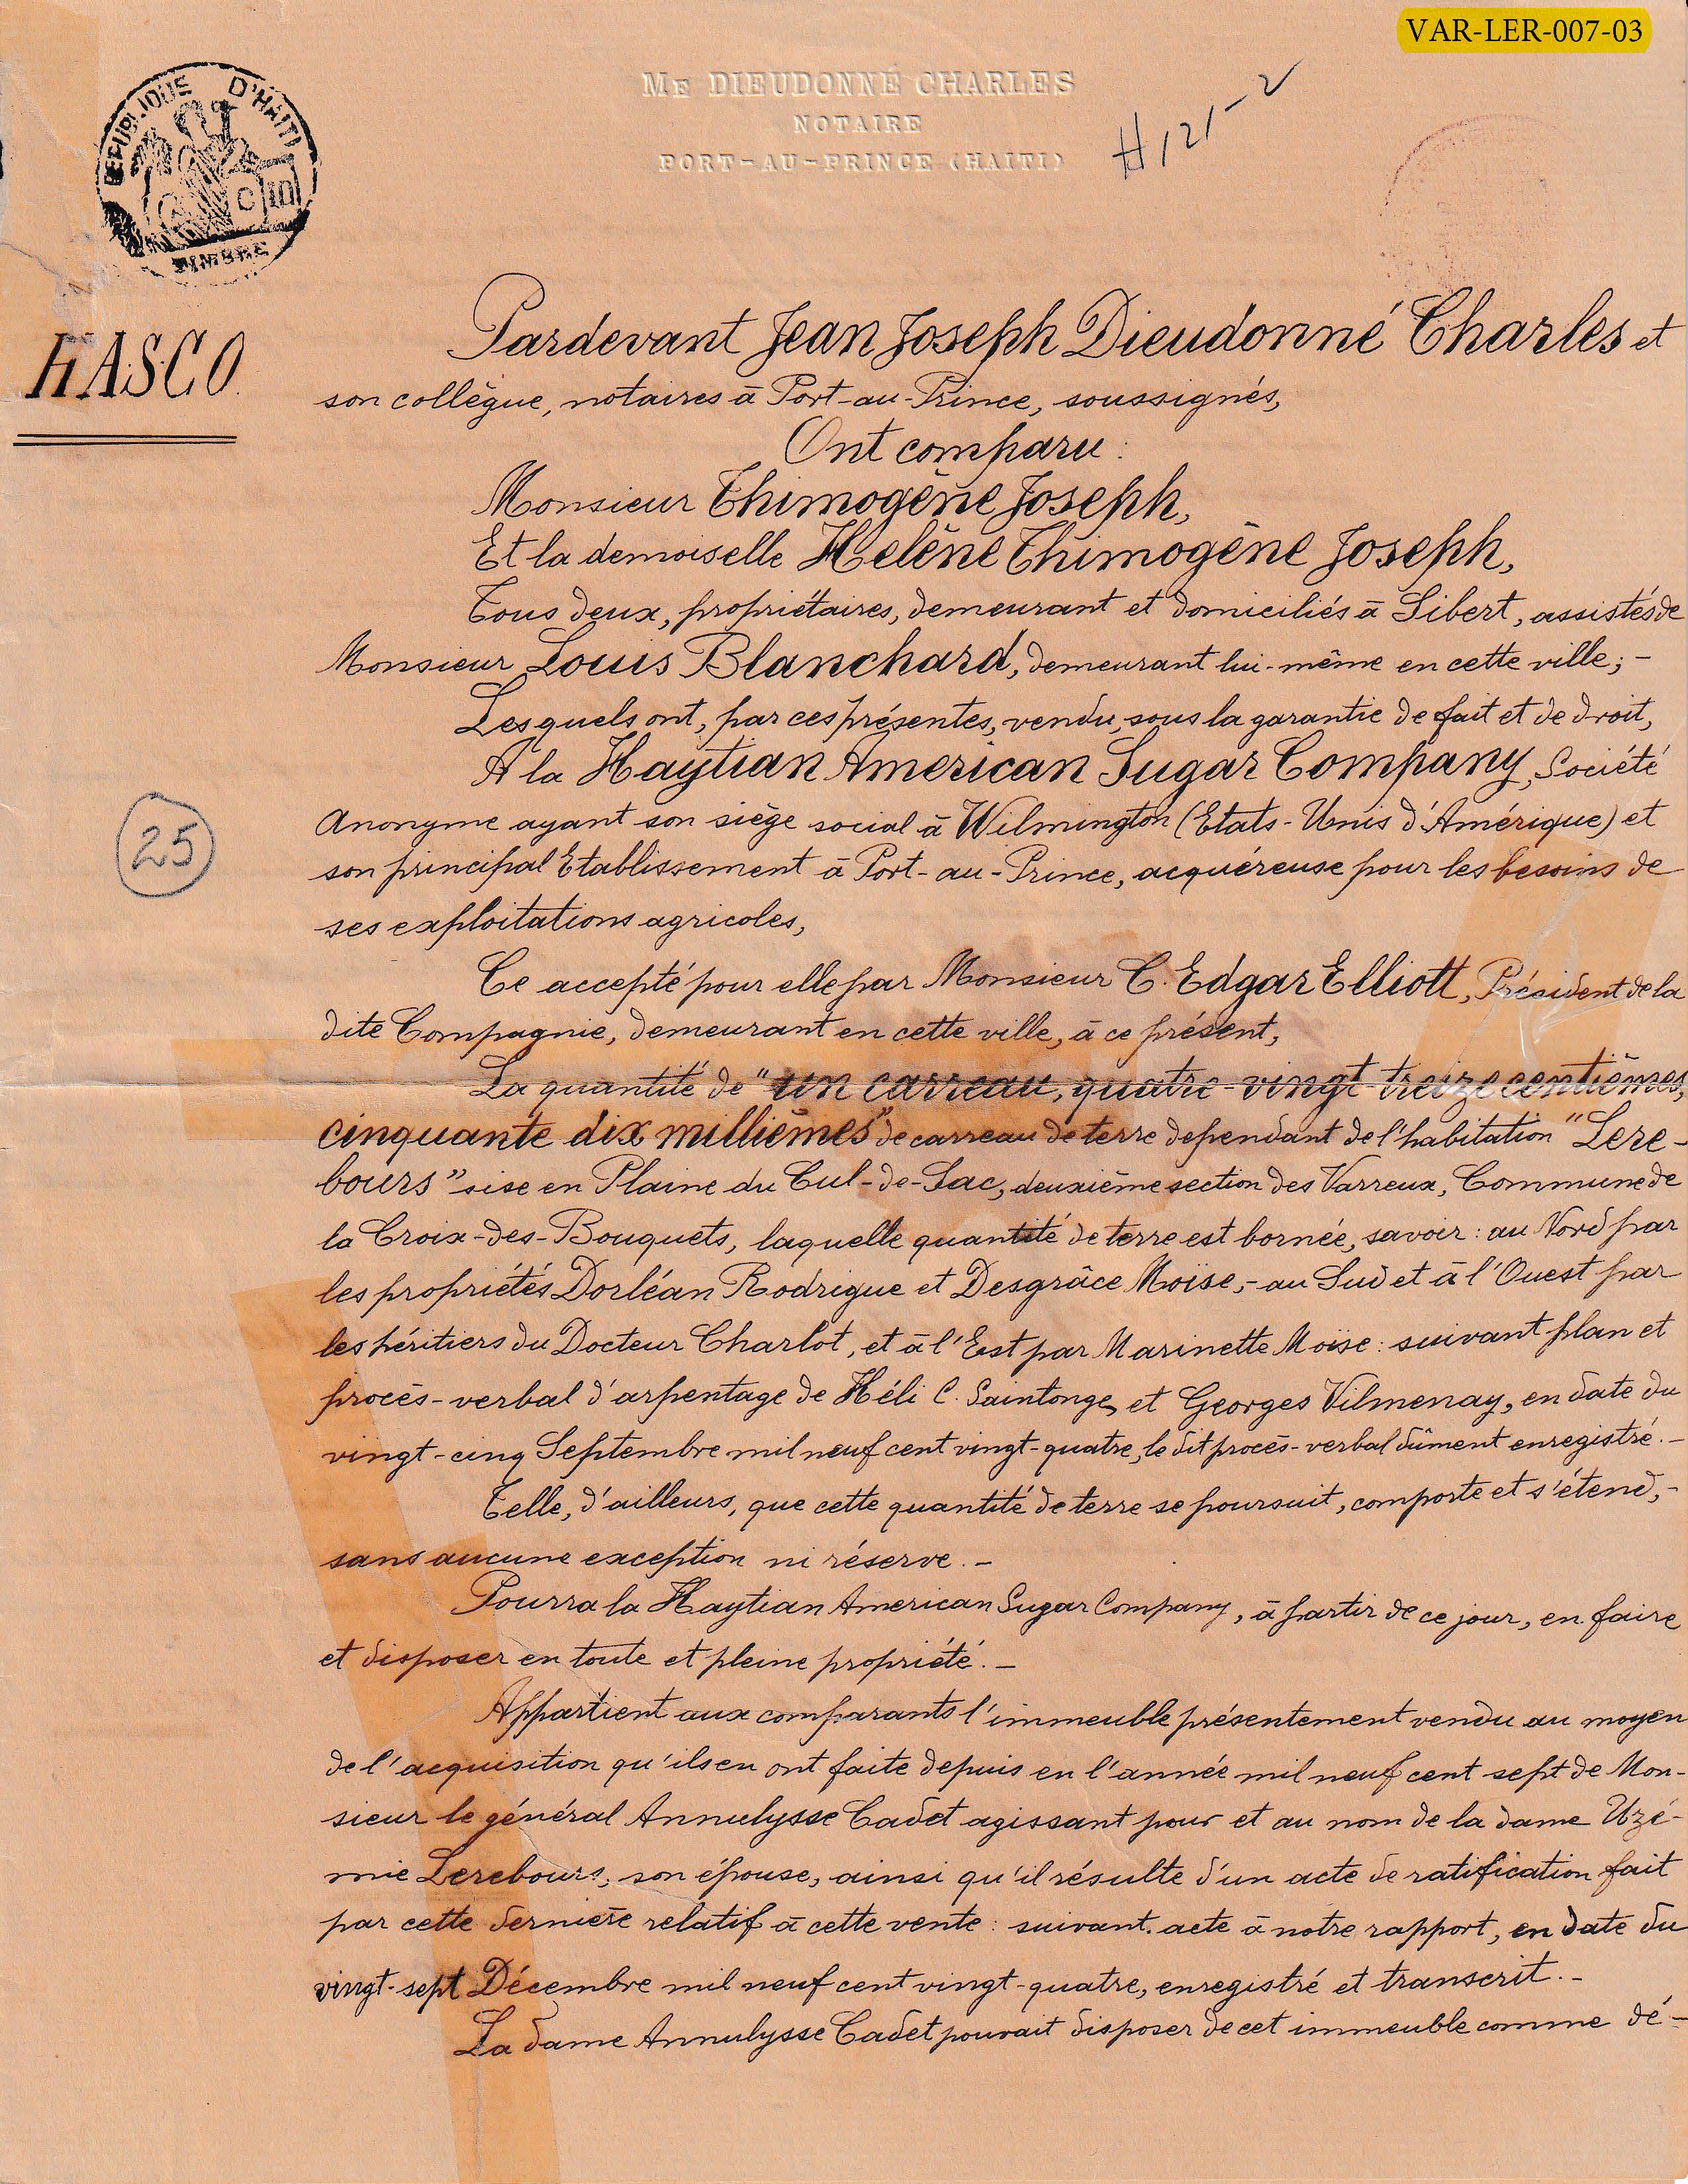 VAR-LER-007-03
ME DIEUDONNÉ CHARLES
NOTAIRE
PORT-AU-PRINCE (HAITI)
H121-2
REPUBLIQUE D'HAITI
TIMBRE
HASCO.
Pardevant Jean Joseph Dieudonné Charles et
son collègue, notaires à Port-au-Prince, soussignés,
Ont comparu:
Monsieur Thimogène Joseph,
Et la demoiselle Helène Thimogène Joseph,
Tous deux, propriétaires, demeurant et domiciliés à Sibert, assistés de
Monsieur Louis Blanchard, demeurant lui-même en cette ville; -
Lesquels ont, par ces présentes, vendu, sous la garantie de fait et de droit,
A la Haytian American Sugar Company, Société
Anonyme ayant son siège social à Wilmington (Etats-Unis d'Amérique) et
25
son principal Etablissement à Port-au-Prince, acquéreuse pour les besoins de
ses exploitations agricoles,
Ce accepté pour elle par Monsieur C. Edgar Elliott, Président de la
dite Compagnie, demeurant en cette ville, à ce présent,
La quantité de "un carreau, quatre-vingt-treize centièmes,
cinquante dix millièmes" de carreau de terre dependant de l'habitation "Lere-
bours" sise en Plaine du Cul-de-Sac, deuxième section des Varreux, Commune de
la Croix-des-Bouquets, laquelle quantité de terre est bornée, savoir: au Nord par
les propriétés Dorléan Rodrigue et Desgrâce Moïse, - au Sud et à l'Ouest par
les héritiers du Docteur Charlot, et à l'Est par Marinette Moïse: suivant plan et
procès-verbal d'arpentage de Héli C. Saintonge, et Georges Vilmenay, en date du
vingt-cinq Septembre mil neuf cent vingt-quatre, le dit procès-verbal dûment enregistré. -
Telle, d'ailleurs, que cette quantité de terre se poursuit, comporte et s'étend, -
sans aucune exception ni réserve. -
Pourra la Haytian American Sugar Company, à partir de ce jour, en faire
et disposer en toute et pleine propriété. -
Appartient aux comparants l'immeuble présentement vendu au moyen
de l'acquisition qu'ils en ont faite depuis en l'année mil neuf cent sept de Mon-
sieur le général Annulysse Cadet agissant pour et au nom de la dame Uzé-
mie Lerebours, son épouse, ainsi qu'il résulte d'un acte de ratification fait
par cette dernière relatif à cette vente: suivant acte à notre rapport, en date du
vingt-sept Décembre mil neuf cent vingt-quatre, enregistré et transcrit. -
La dame Annulysse Cadet pouvait disposer de cet immeuble comme dé-